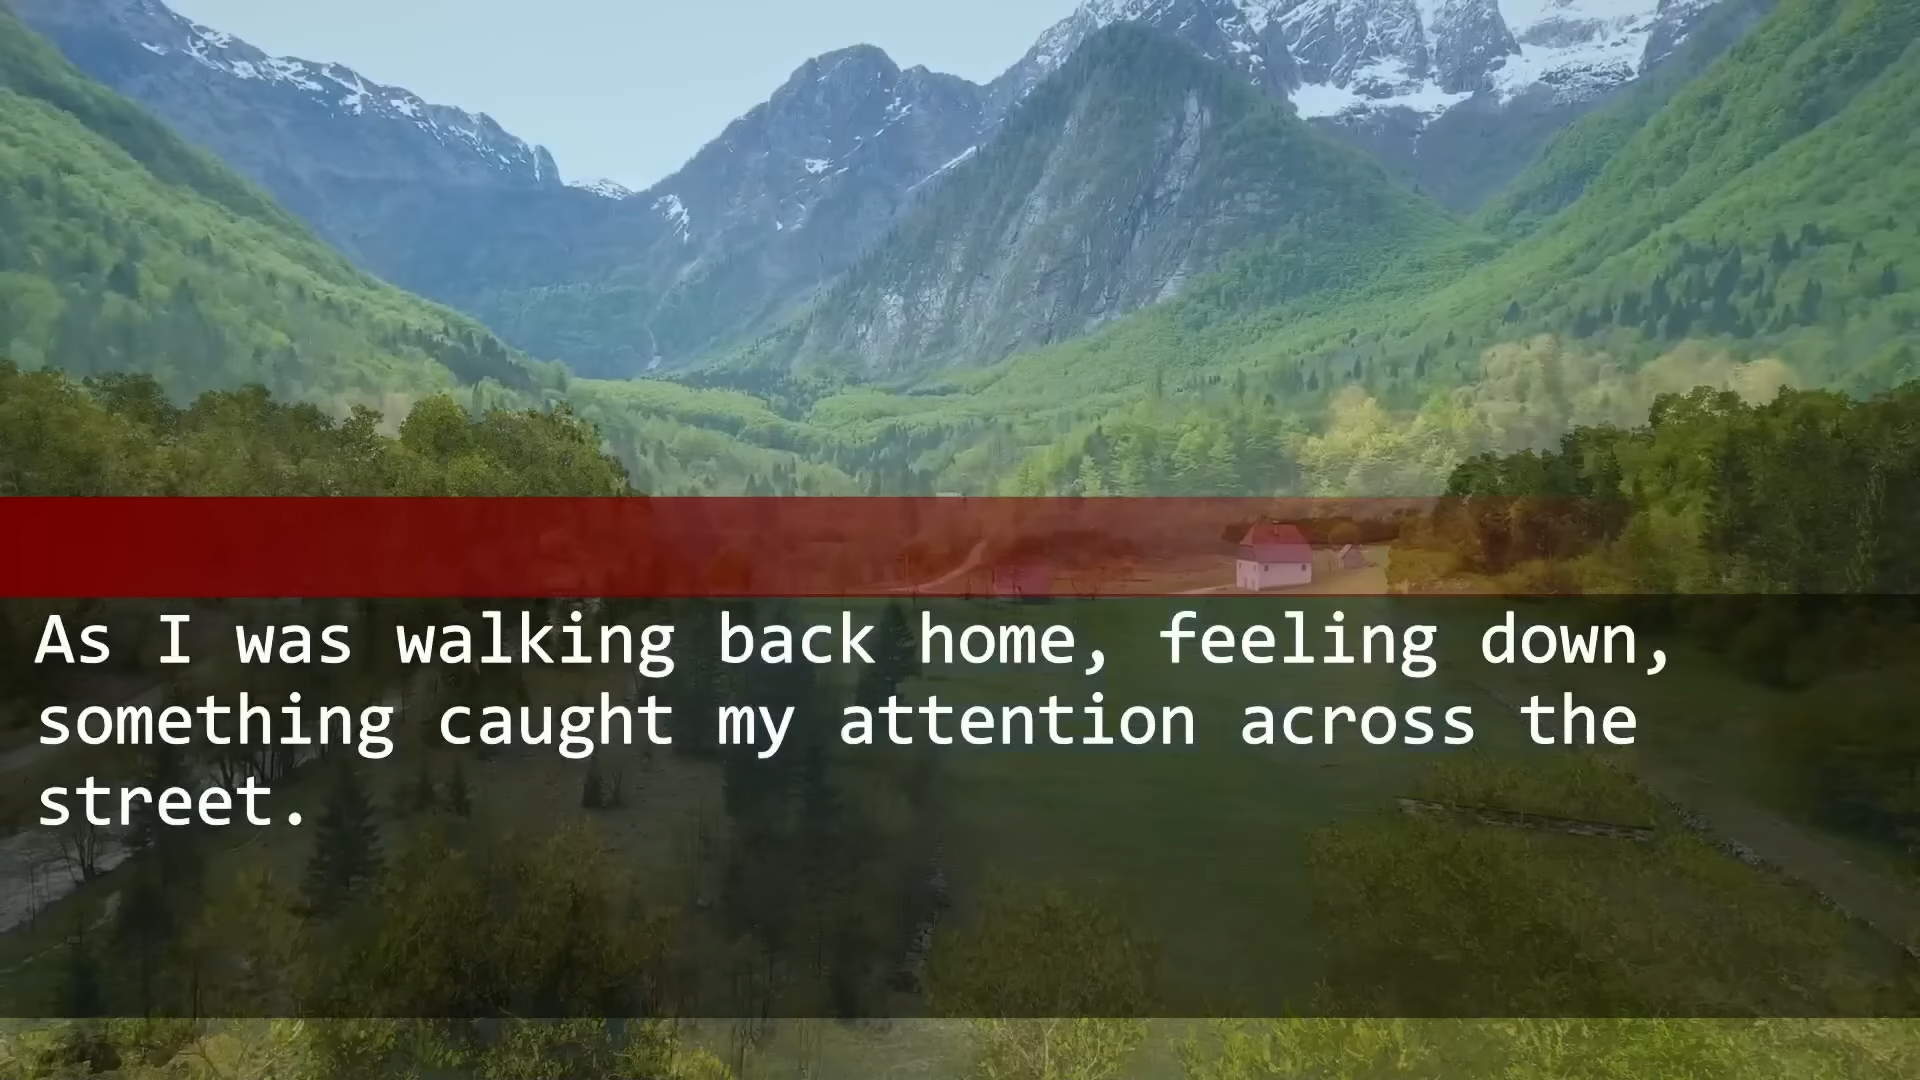 As I was walking back home, feeling down,
something caught my attention across the
street.